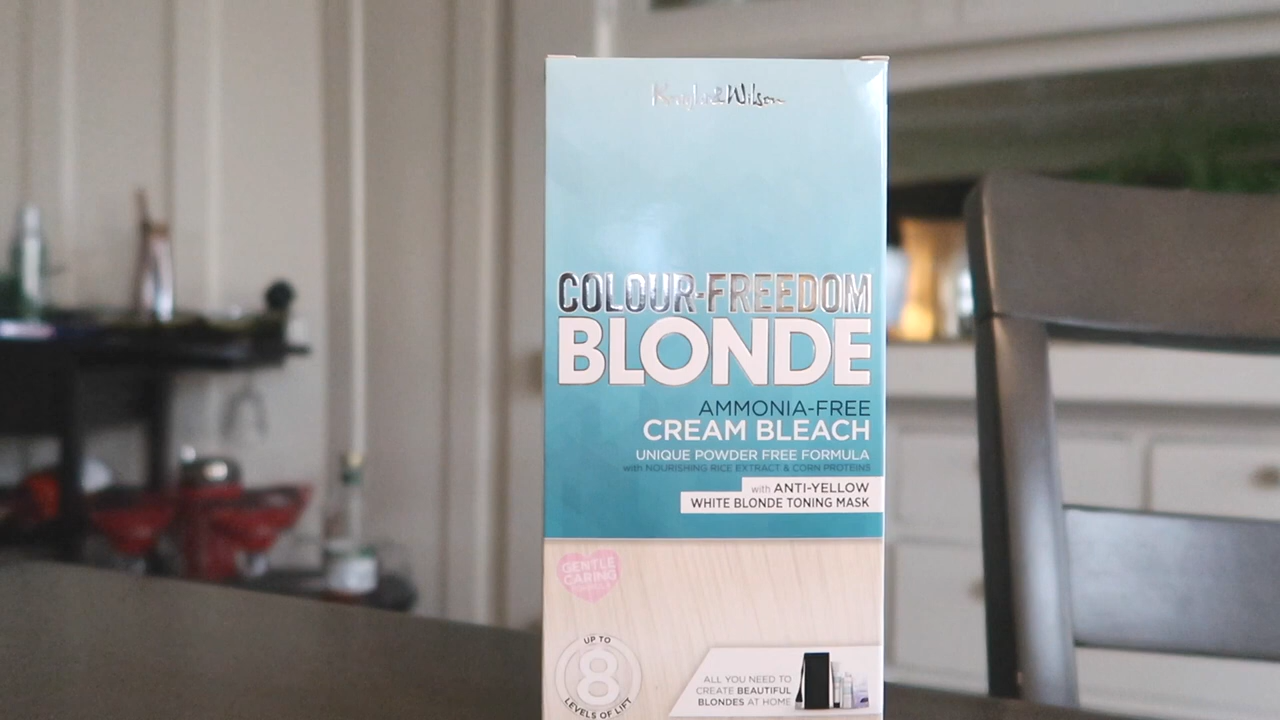 Knight&Wilson
COLOUR-FREEDOM
BLONDE
AMMONIA-FREE
CREAM BLEACH
UNIQUE POWDER FREE FORMULA
with NOURISHING RICE EXTRACT & CORN PROTEINS
with ANTI-YELLOW
WHITE BLONDE TONING MASK
GENTLE
CARING
UP TO
8
LEVELS OF LIFT
ALL YOU NEED TO
CREATE BEAUTIFUL
BLONDES AT HOME